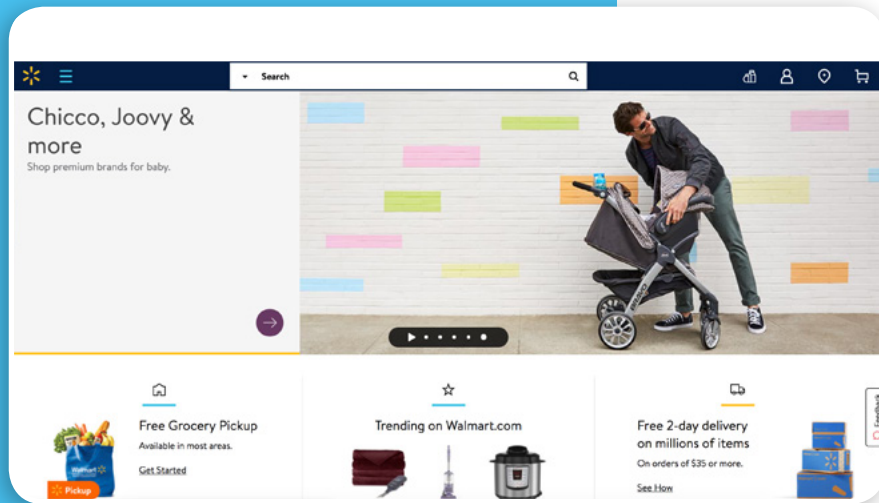 Search
Chicco, Joovy &
more
Shop premium brands for baby.
BRAVO
Free Grocery Pickup
Available in most areas.
Get Started
Walmart
Pickup
Trending on Walmart.com
Free 2-day delivery
on millions of items
On orders of $35 or more.
See How
Feedback